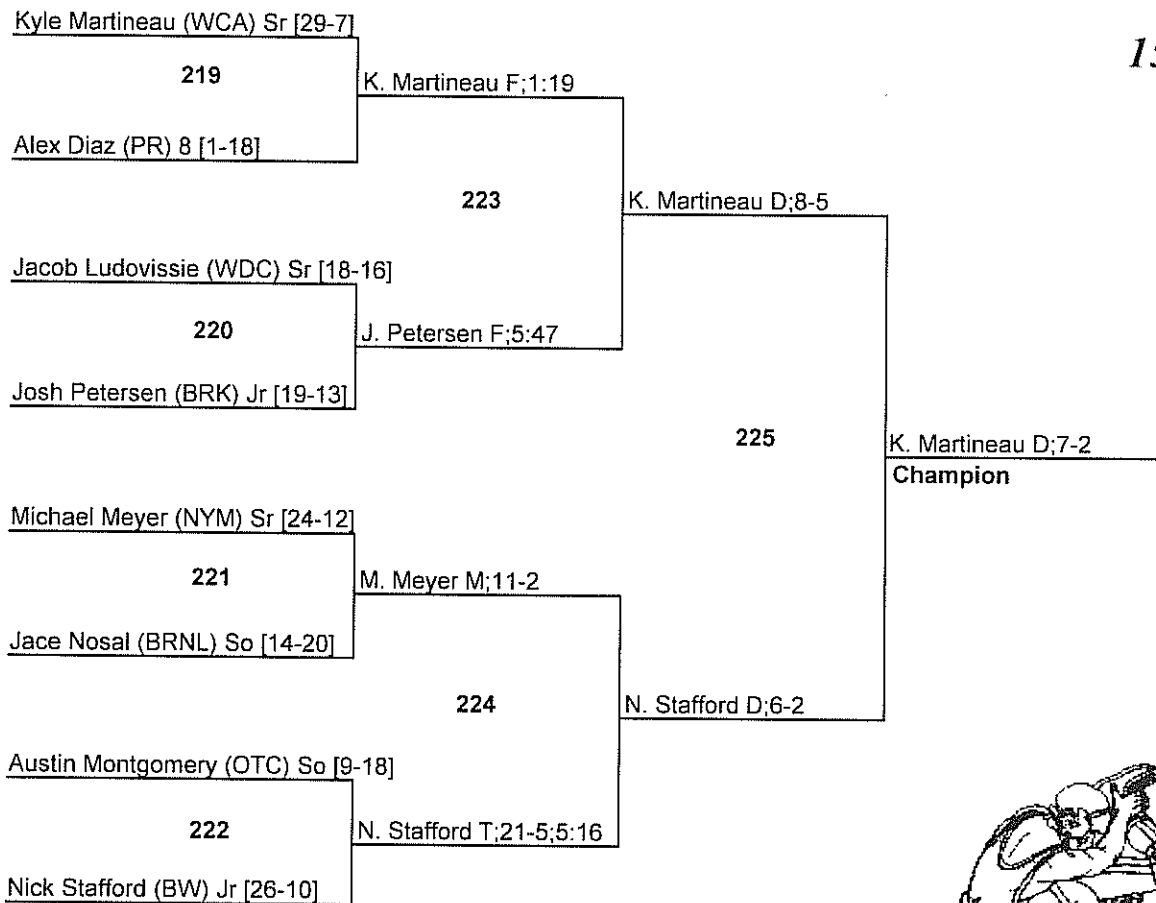 Kyle Martineau (WCA) Sr [29-7]
219
K. Martineau F;1:19
Alex Diaz (PR) 8 [1-18]
223
K. Martineau D;8-5
Jacob Ludovissie (WDC) Sr [18-16]
220
J. Petersen F;5:47
Josh Petersen (BRK) Jr [19-13]
225
K. Martineau D;7-2
Champion
Michael Meyer (NYM) Sr [24-12]
221
M. Meyer M;11-2
Jace Nosal (BRNL) So [14-20]
224
N. Stafford D;6-2
Austin Montgomery (OTC) So [9-18]
222
N. Stafford T;21-5;5:16
Nick Stafford (BW) Jr [26-10]